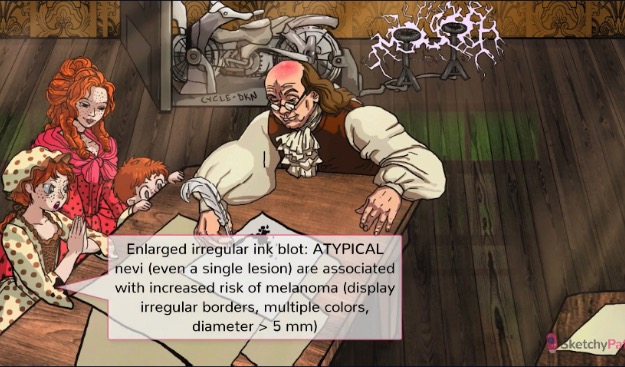 CYCLE-DKN
Enlarged irregular ink blot: ATYPICAL
nevi (even a single lesion) are associated
with increased risk of melanoma (display
irregular borders, multiple colors,
diameter > 5 mm)
SketchyPat